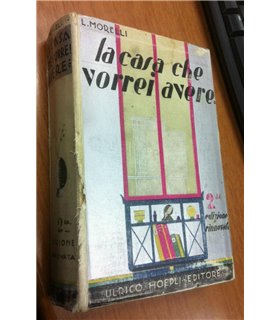 L. MORELLI
la casa che
vorrei avere.
2ª
edizione
rinnovata
ULRICO HOEPLI-EDITORE